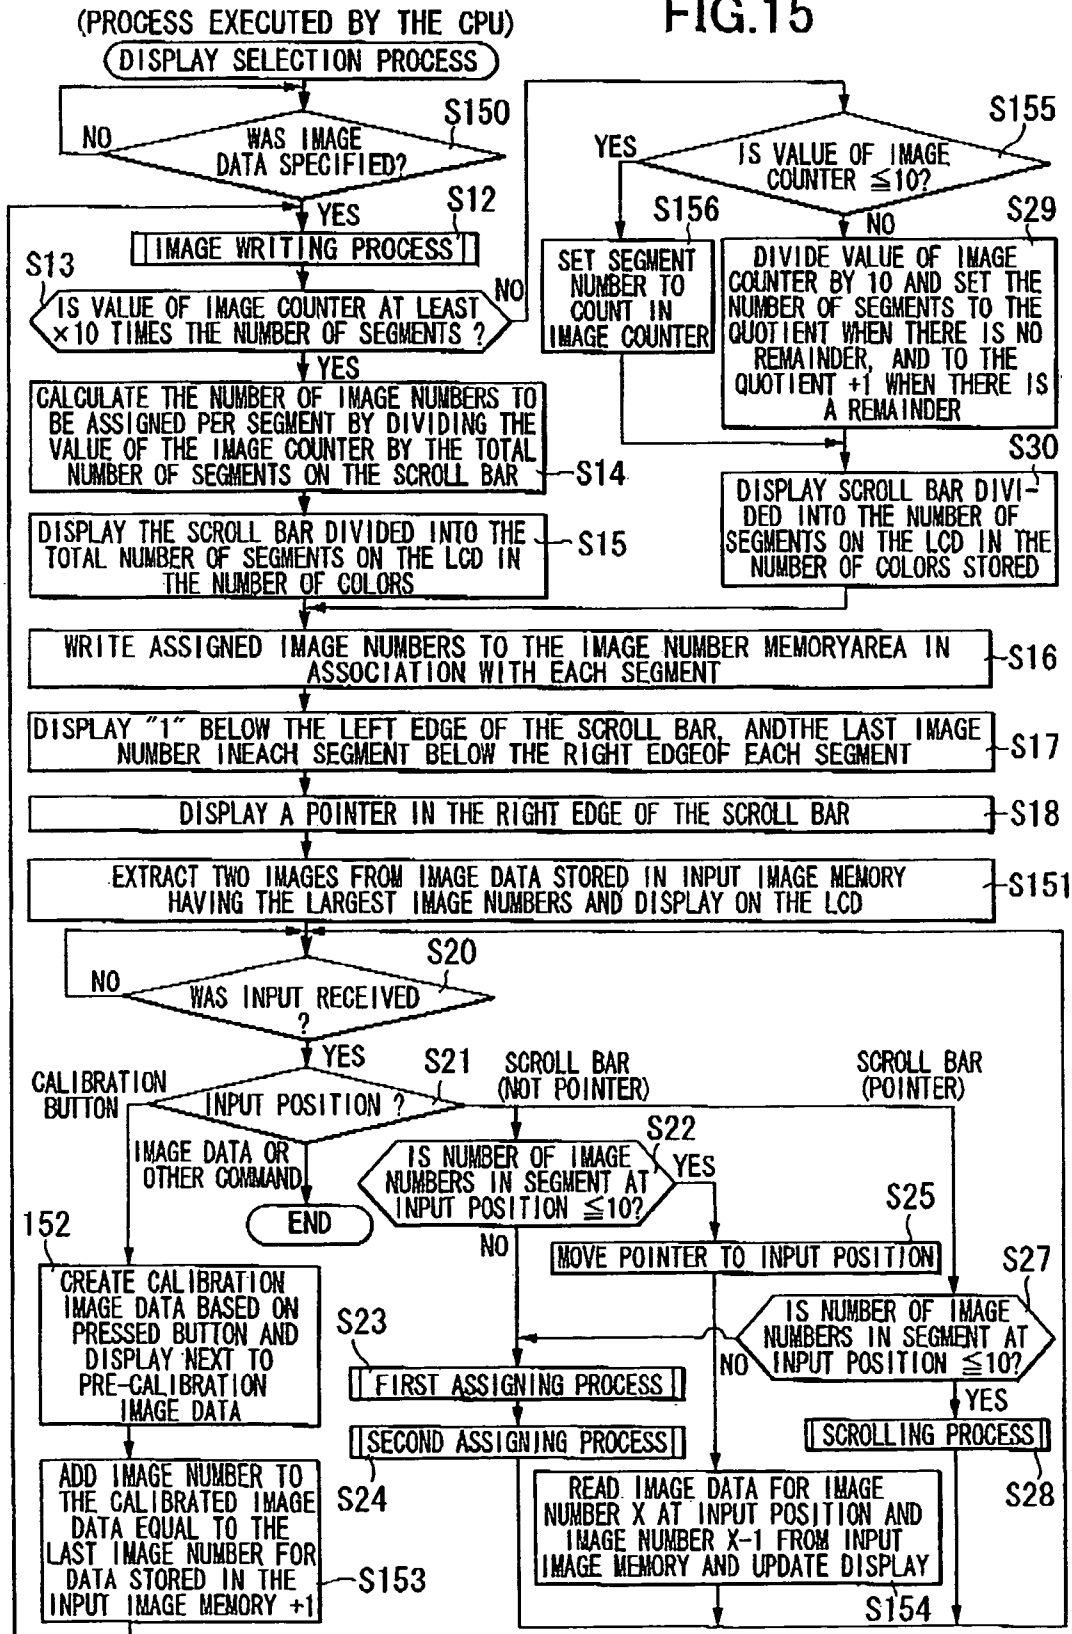 (PROCESS EXECUTED BY THE CPU)
FIG.15
DISPLAY SELECTION PROCESS
S150
NO
WAS IMAGE
DATA SPECIFIED?
YES
S12
IMAGE WRITING PROCESS
S13
IS VALUE OF IMAGE COUNTER AT LEAST
×10 TIMES THE NUMBER OF SEGMENTS ?
NO
YES
CALCULATE THE NUMBER OF IMAGE NUMBERS TO
BE ASSIGNED PER SEGMENT BY DIVIDING THE
VALUE OF THE IMAGE COUNTER BY THE TOTAL
NUMBER OF SEGMENTS ON THE SCROLL BAR
S14
DISPLAY THE SCROLL BAR DIVIDED INTO THE
TOTAL NUMBER OF SEGMENTS ON THE LCD IN
THE NUMBER OF COLORS
S15
S155
YES
IS VALUE OF IMAGE
COUNTER ≦10?
S156
NO
S29
SET SEGMENT
NUMBER TO
COUNT IN
IMAGE COUNTER
DIVIDE VALUE OF IMAGE
COUNTER BY 10 AND SET THE
NUMBER OF SEGMENTS TO THE
QUOTIENT WHEN THERE IS NO
REMAINDER, AND TO THE
QUOTIENT +1 WHEN THERE IS
A REMAINDER
S30
DISPLAY SCROLL BAR DIVI-
DED INTO THE NUMBER OF
SEGMENTS ON THE LCD IN THE
NUMBER OF COLORS STORED
WRITE ASSIGNED IMAGE NUMBERS TO THE IMAGE NUMBER MEMORYAREA IN
ASSOCIATION WITH EACH SEGMENT
S16
DISPLAY "1" BELOW THE LEFT EDGE OF THE SCROLL BAR, ANDTHE LAST IMAGE
NUMBER INEACH SEGMENT BELOW THE RIGHT EDGEOF EACH SEGMENT
S17
DISPLAY A POINTER IN THE RIGHT EDGE OF THE SCROLL BAR
S18
EXTRACT TWO IMAGES FROM IMAGE DATA STORED IN INPUT IMAGE MEMORY
HAVING THE LARGEST IMAGE NUMBERS AND DISPLAY ON THE LCD
S151
S20
NO
WAS INPUT RECEIVED
?
YES
S21
CALIBRATION
BUTTON
INPUT POSITION ?
SCROLL BAR
(NOT POINTER)
SCROLL BAR
(POINTER)
IMAGE DATA OR
OTHER COMMAND
END
S22
IS NUMBER OF IMAGE
NUMBERS IN SEGMENT AT
INPUT POSITION ≦10?
YES
NO
S25
MOVE POINTER TO INPUT POSITION
S27
IS NUMBER OF IMAGE
NUMBERS IN SEGMENT AT
INPUT POSITION ≦10?
NO
YES
152
CREATE CALIBRATION
IMAGE DATA BASED ON
PRESSED BUTTON AND
DISPLAY NEXT TO
PRE-CALIBRATION
IMAGE DATA
S23
FIRST ASSIGNING PROCESS
SECOND ASSIGNING PROCESS
S24
SCROLLING PROCESS
S28
ADD IMAGE NUMBER TO
THE CALIBRATED IMAGE
DATA EQUAL TO THE
LAST IMAGE NUMBER FOR
DATA STORED IN THE
INPUT IMAGE MEMORY +1
S153
READ IMAGE DATA FOR IMAGE
NUMBER X AT INPUT POSITION AND
IMAGE NUMBER X-1 FROM INPUT
IMAGE MEMORY AND UPDATE DISPLAY
S154